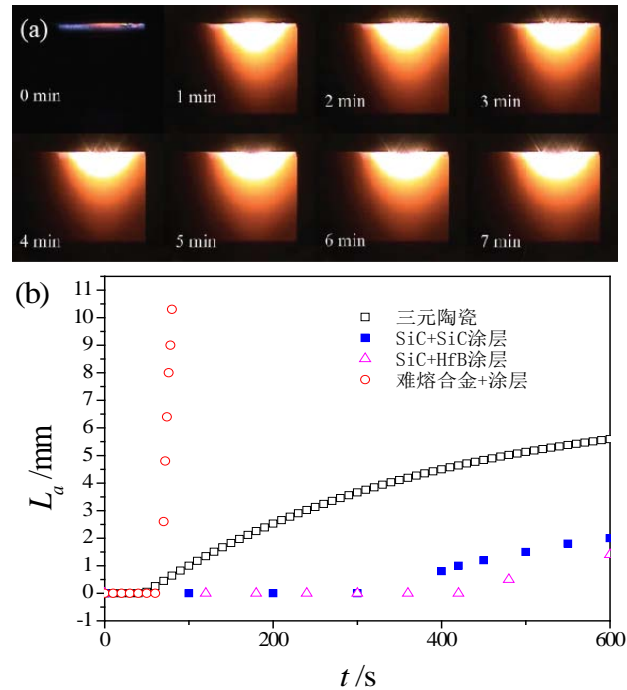 (a)
0 min
1 min
2 min
3 min
4 min
5 min
6 min
7 min
(b)
11
10
9
8
7
6
5
4
3
2
1
0
-1
L_a /mm
三元陶瓷
SiC+SiC涂层
SiC+HfB涂层
难熔合金+涂层
0
200
400
600
t /s